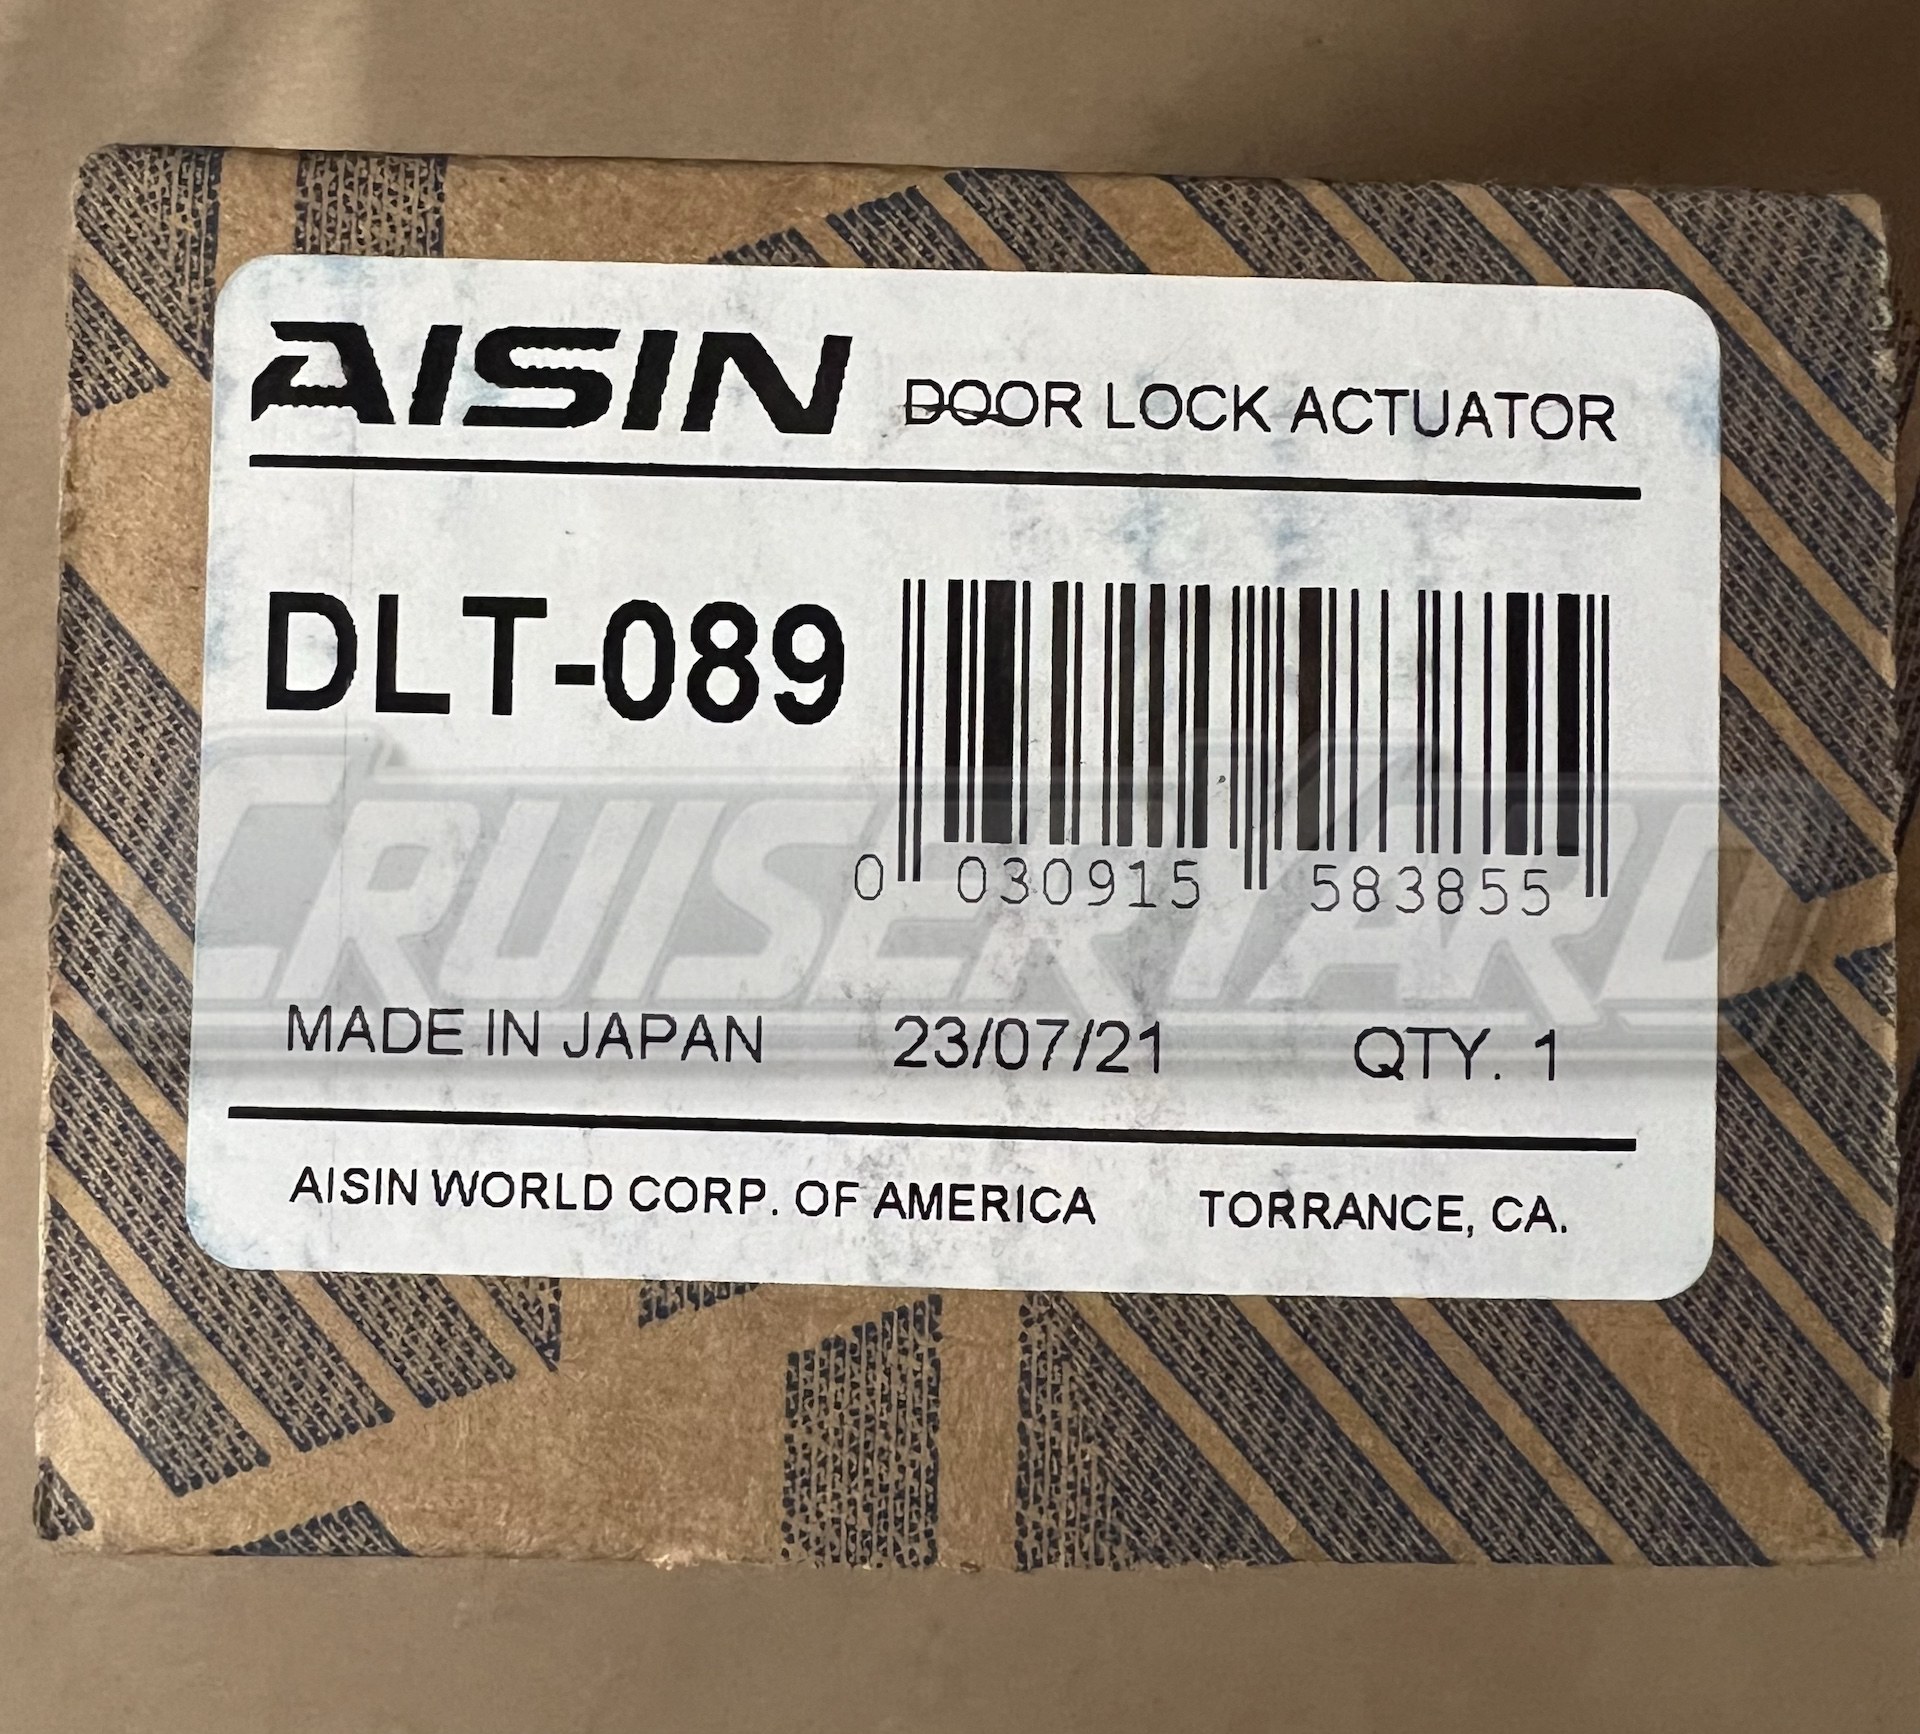 AISIN DOOR LOCK ACTUATOR
DLT-089
0 030915 583855
CRUISERYARD
MADE IN JAPAN 23/07/21 QTY. 1
AISIN WORLD CORP. OF AMERICA TORRANCE, CA.